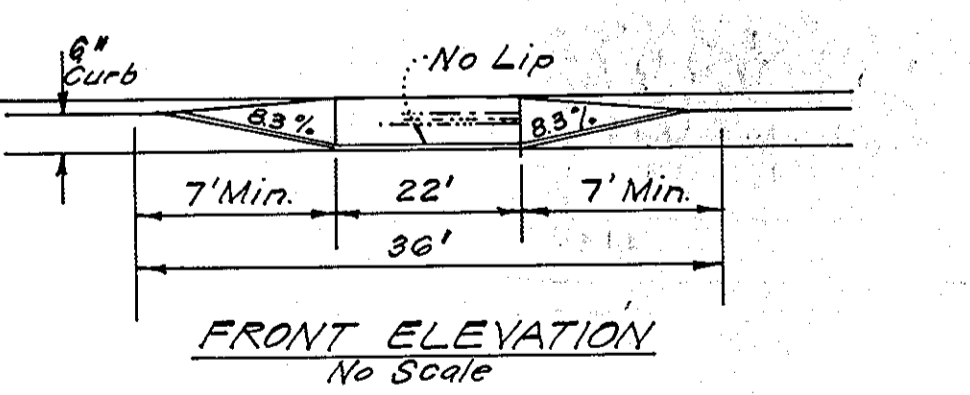 6"
Curb
No Lip
8.3%
8.3%
7'Min.
22'
7'Min.
36'
FRONT ELEVATION
No Scale